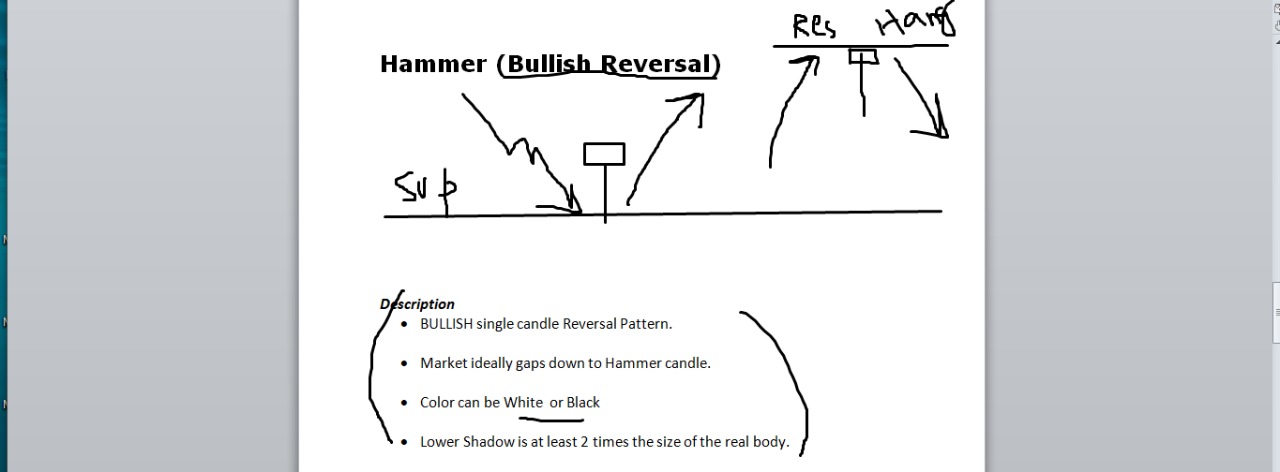 Res Hang
Hammer (Bullish Reversal)
Sup
Description
• BULLISH single candle Reversal Pattern.
• Market ideally gaps down to Hammer candle.
• Color can be White or Black
• Lower Shadow is at least 2 times the size of the real body.